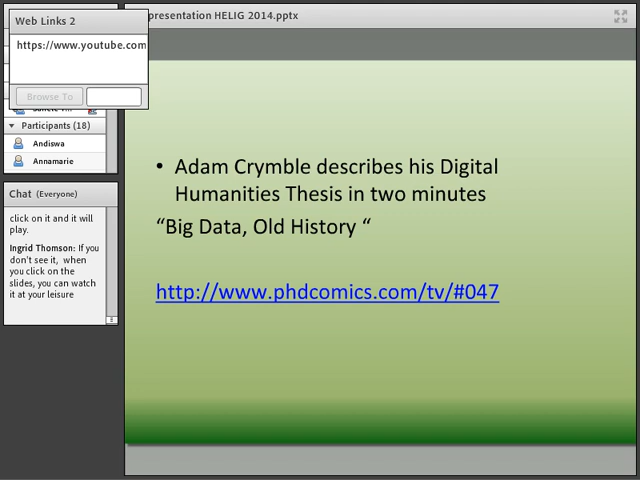 Web Links 2
https://www.youtube.com
Browse To
Participants (18)
Andiswa
Annamarie
Chat (Everyone)
click on it and it will
play.
Ingrid Thomson: If you
don't see it, when
you click on the
slides, you can watch
it at your leisure
presentation HELIG 2014.pptx
• Adam Crymble describes his Digital
Humanities Thesis in two minutes
“Big Data, Old History “
http://www.phdcomics.com/tv/#047